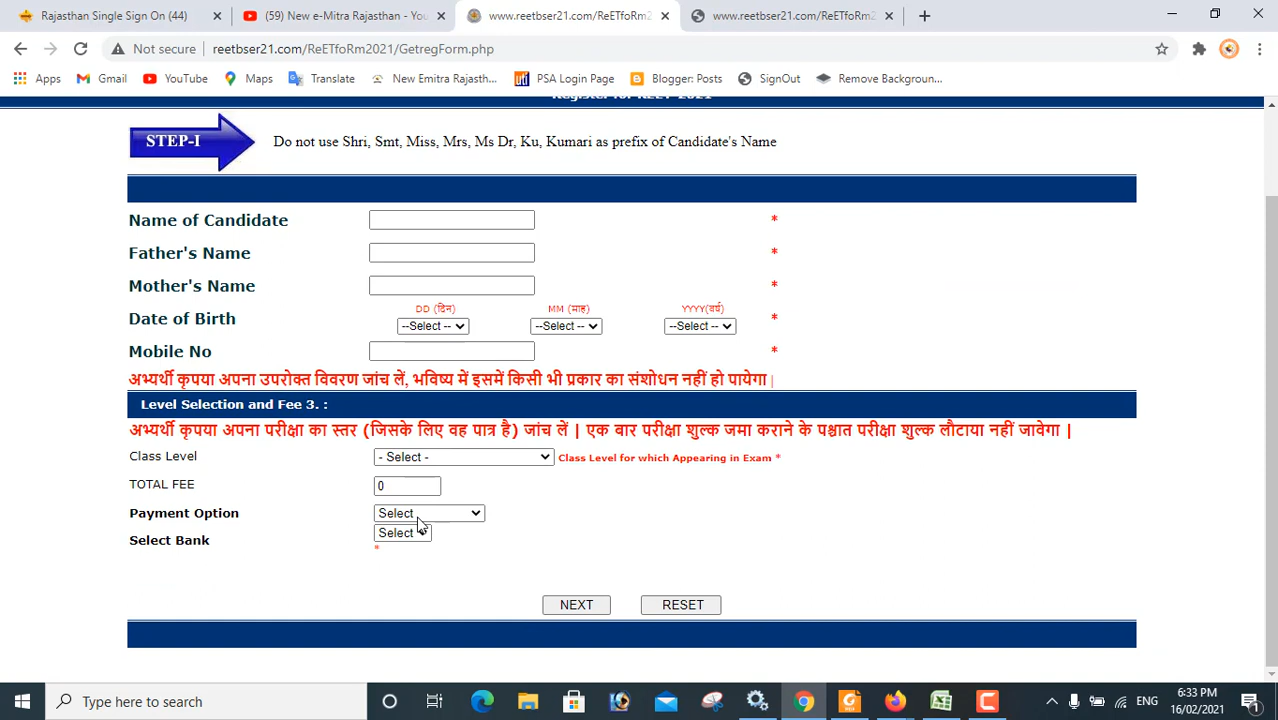 Rajasthan Single Sign On (44)
(59) New e-Mitra Rajasthan - You
www.reetbser21.com/ReETfoRm202
www.reetbser21.com/ReETfoRm202
Not secure
reetbser21.com/ReETfoRm2021/GetregForm.php
Apps
Gmail
YouTube
Maps
Translate
New Emitra Rajasth...
PSA Login Page
Blogger: Posts
SignOut
Remove Backgroun...
Register for REET-2021
STEP-I
Do not use Shri, Smt, Miss, Mrs, Ms Dr, Ku, Kumari as prefix of Candidate's Name
Name of Candidate *
Father's Name *
Mother's Name *
DD (दिन) MM (माह) YYYY(वर्ष)
Date of Birth --Select -- --Select -- --Select -- *
Mobile No *
अभ्यर्थी कृपया अपना उपरोक्त विवरण जांच लें, भविष्य में इसमें किसी भी प्रकार का संशोधन नहीं हो पायेगा |
Level Selection and Fee 3. :
अभ्यर्थी कृपया अपना परीक्षा का स्तर (जिसके लिए वह पात्र है) जांच लें | एक बार परीक्षा शुल्क जमा कराने के पश्चात परीक्षा शुल्क लौटाया नहीं जावेगा |
Class Level - Select - Class Level for which Appearing in Exam *
TOTAL FEE 0
Payment Option Select
Select Bank Select
*
NEXT RESET
Type here to search
ENG
6:33 PM
16/02/2021
1